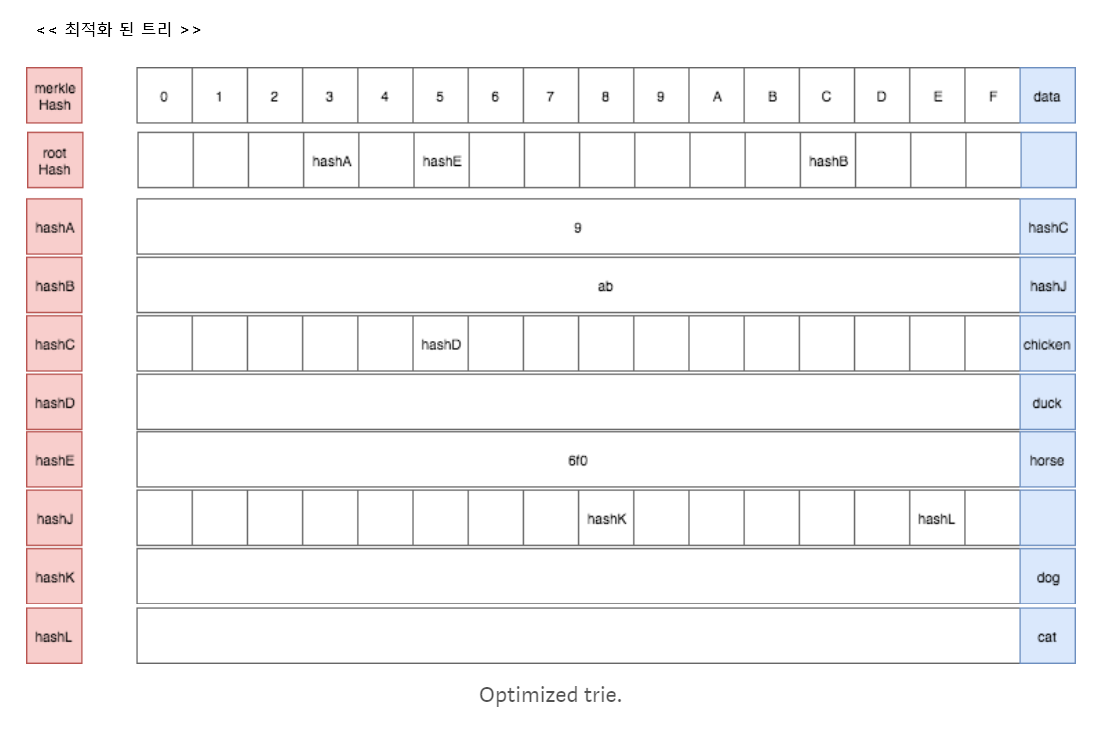 << 최적화 된 트리 >>
merkle Hash 0 1 2 3 4 5 6 7 8 9 A B C D E F data
root Hash hashA hashE hashB
hashA 9 hashC
hashB ab hashJ
hashC hashD chicken
hashD duck
hashE 6f0 horse
hashJ hashK hashL
hashK dog
hashL cat
Optimized trie.